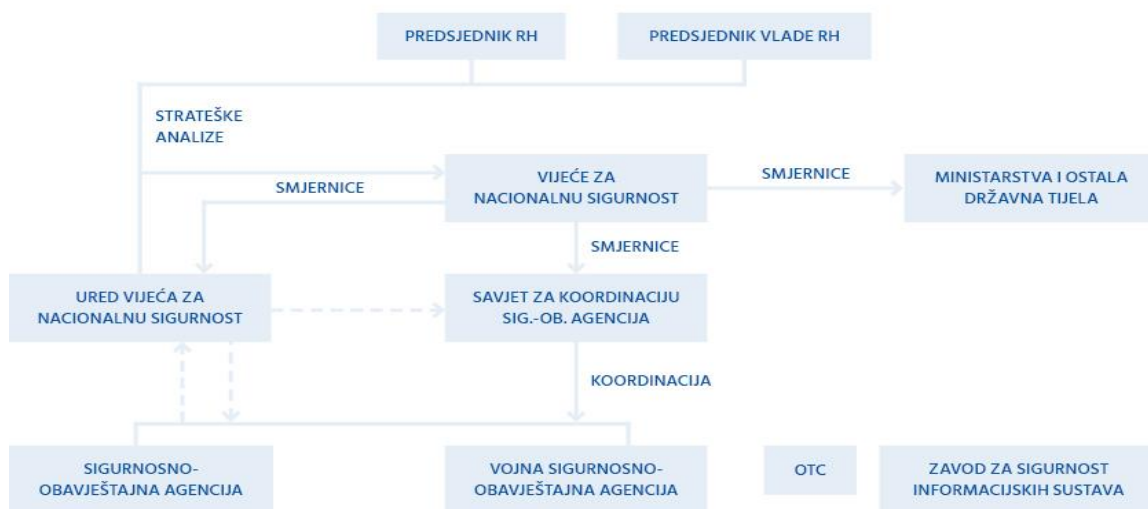 PREDSJEDNIK RH
PREDSJEDNIK VLADE RH
STRATEŠKE
ANALIZE
VIJEĆE ZA
NACIONALNU SIGURNOST
SMJERNICE
MINISTARSTVA I OSTALA
DRŽAVNA TIJELA
SMJERNICE
SMJERNICE
URED VIJEĆA ZA
NACIONALNU SIGURNOST
SAVJET ZA KOORDINACIJU
SIG.-OB. AGENCIJA
KOORDINACIJA
SIGURNOSNO-
OBAVJEŠTAJNA AGENCIJA
VOJNA SIGURNOSNO-
OBAVJEŠTAJNA AGENCIJA
OTC
ZAVOD ZA SIGURNOST
INFORMACIJSKIH SUSTAVA